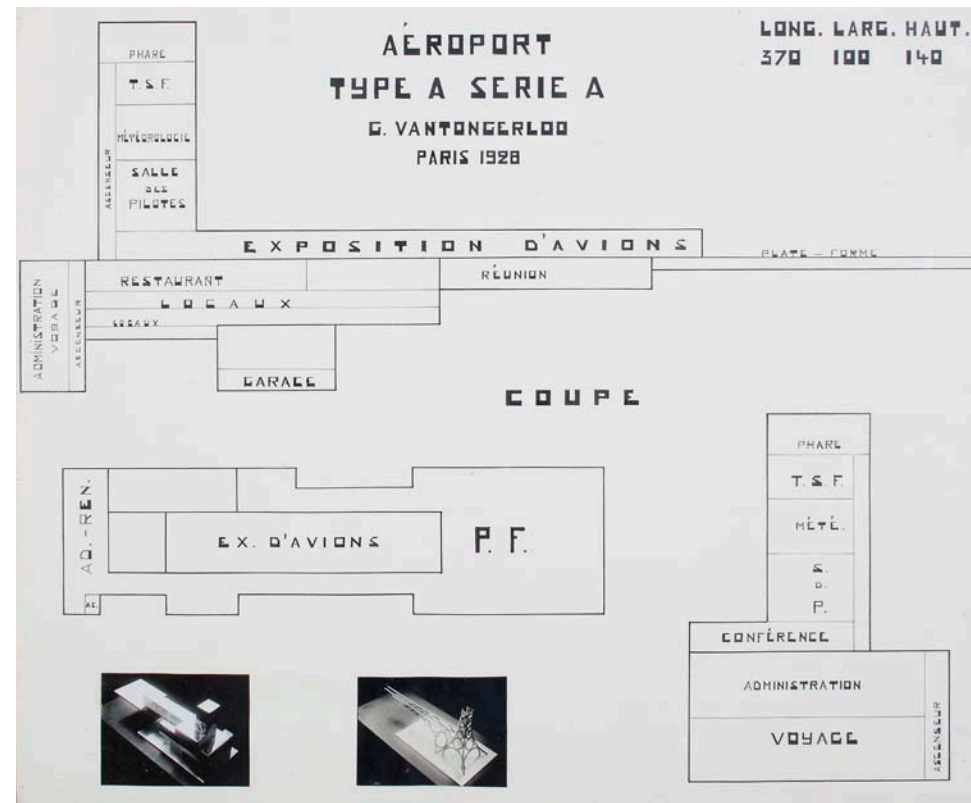 AÉROPORT
TYPE A SERIE A
G. VANTONGERLOO
PARIS 1928
LONG. LARG. HAUT.
370 100 140
PHARE
T. S. F.
MÉTÉOROLOGIE
SALLE
DES
PILOTES
ASCENSEUR
EXPOSITION D'AVIONS
PLATE - FORME
ADMINISTRATION
VOYAGE
ASCENSEUR
RESTAURANT
RÉUNION
LOCAUX
LOCAUX
GARAGE
COUPE
AD.-REN.
AS.
EX. D'AVIONS
P. F.
PHARE
T. S. F.
MÉTÉ.
S.
D.
P.
CONFÉRENCE
ADMINISTRATION
VOYAGE
ASCENSEUR